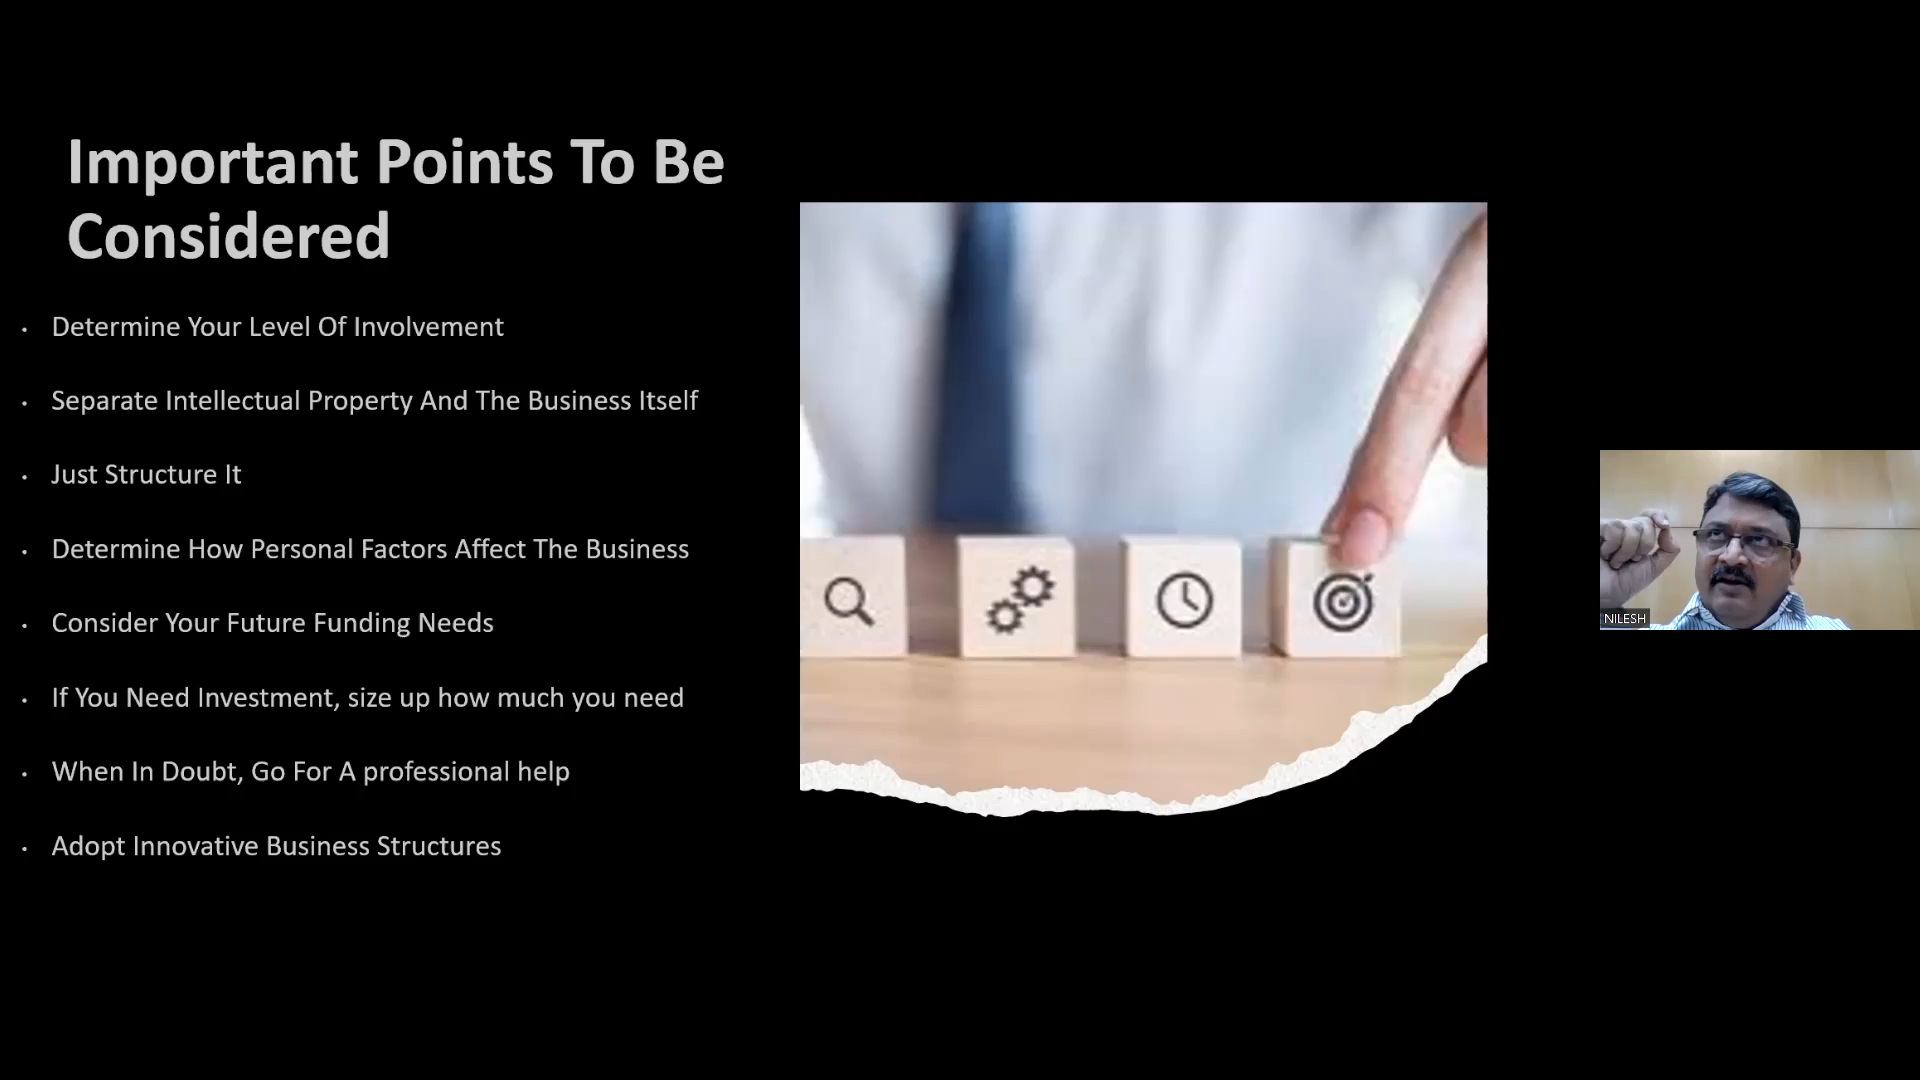 Important Points To Be
Considered
• Determine Your Level Of Involvement
• Separate Intellectual Property And The Business Itself
• Just Structure It
• Determine How Personal Factors Affect The Business
• Consider Your Future Funding Needs
• If You Need Investment, size up how much you need
• When In Doubt, Go For A professional help
• Adopt Innovative Business Structures
NILESH